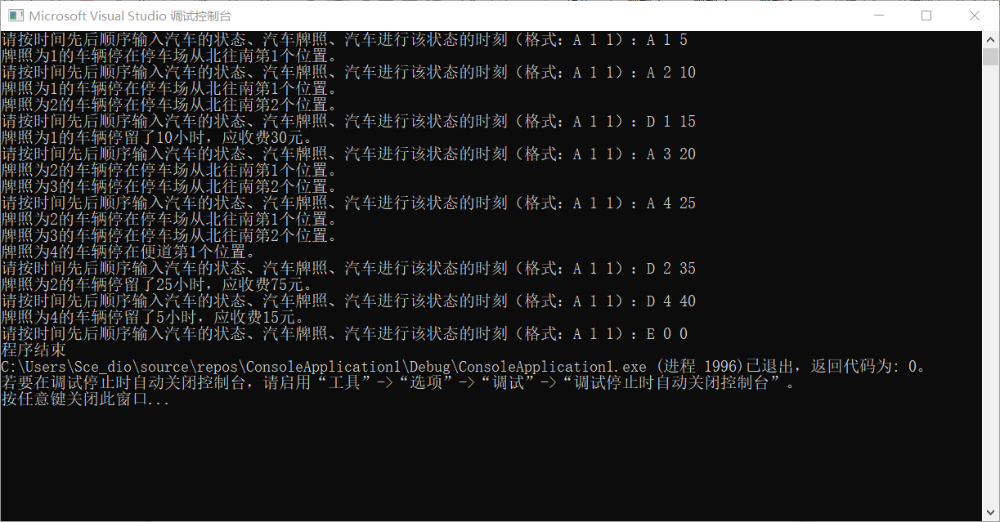 Microsoft Visual Studio 调试控制台
请按时间先后顺序输入汽车的状态、汽车牌照、汽车进行该状态的时刻（格式：A 1 1）：A 1 5
牌照为1的车辆停在停车场从北往南第1个位置。
请按时间先后顺序输入汽车的状态、汽车牌照、汽车进行该状态的时刻（格式：A 1 1）：A 2 10
牌照为1的车辆停在停车场从北往南第1个位置。
牌照为2的车辆停在停车场从北往南第2个位置。
请按时间先后顺序输入汽车的状态、汽车牌照、汽车进行该状态的时刻（格式：A 1 1）：D 1 15
牌照为1的车辆停留了10小时，应收费30元。
请按时间先后顺序输入汽车的状态、汽车牌照、汽车进行该状态的时刻（格式：A 1 1）：A 3 20
牌照为2的车辆停在停车场从北往南第1个位置。
牌照为3的车辆停在停车场从北往南第2个位置。
请按时间先后顺序输入汽车的状态、汽车牌照、汽车进行该状态的时刻（格式：A 1 1）：A 4 25
牌照为2的车辆停在停车场从北往南第1个位置。
牌照为3的车辆停在停车场从北往南第2个位置。
牌照为4的车辆停在便道第1个位置。
请按时间先后顺序输入汽车的状态、汽车牌照、汽车进行该状态的时刻（格式：A 1 1）：D 2 35
牌照为2的车辆停留了25小时，应收费75元。
请按时间先后顺序输入汽车的状态、汽车牌照、汽车进行该状态的时刻（格式：A 1 1）：D 4 40
牌照为4的车辆停留了5小时，应收费15元。
请按时间先后顺序输入汽车的状态、汽车牌照、汽车进行该状态的时刻（格式：A 1 1）：E 0 0
程序结束
C:\Users\Sce_dio\source\repos\ConsoleApplication1\Debug\ConsoleApplication1.exe (进程 1996)已退出，返回代码为: 0。
若要在调试停止时自动关闭控制台，请启用“工具”->“选项”->“调试”->“调试停止时自动关闭控制台”。
按任意键关闭此窗口...